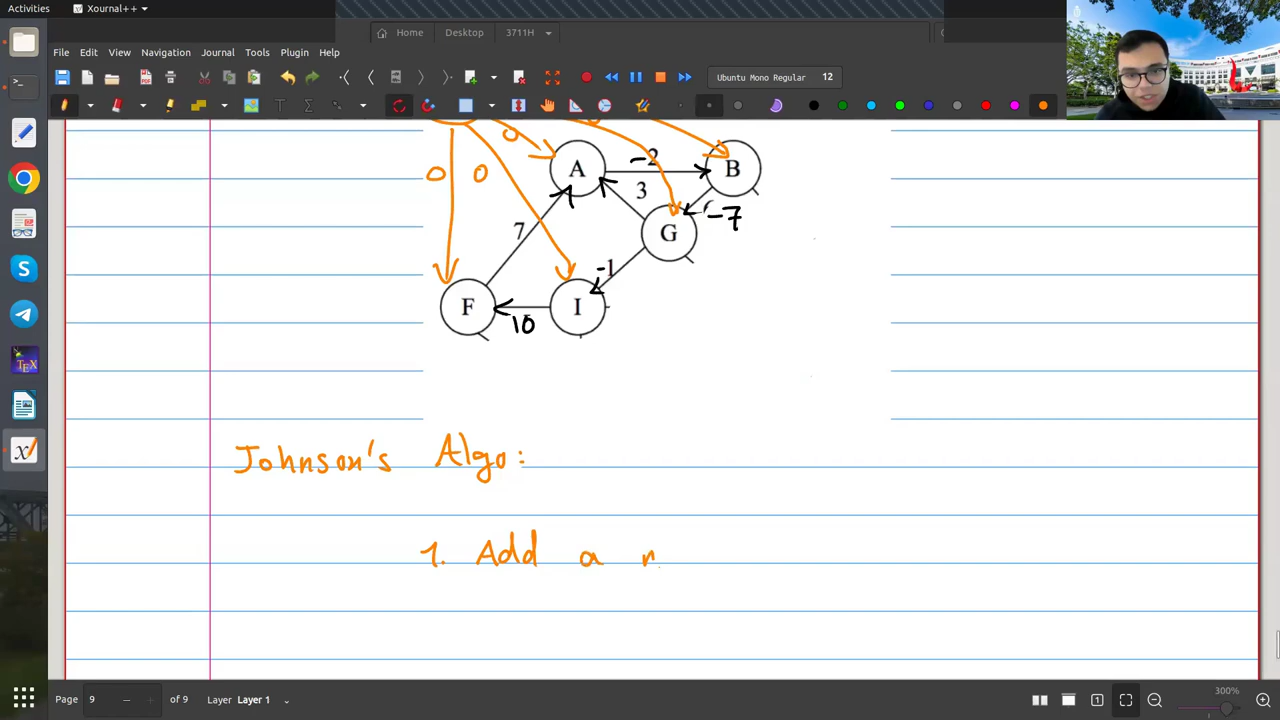 Activities
Xournal++
Home
Desktop
3711H
File Edit View Navigation Journal Tools Plugin Help
Ubuntu Mono Regular 12
0
0
0
A
-2
B
3
-7
G
7
-1
F
I
10
Johnson's Algo:
1. Add a n
Page 9 of 9 Layer Layer 1
300%